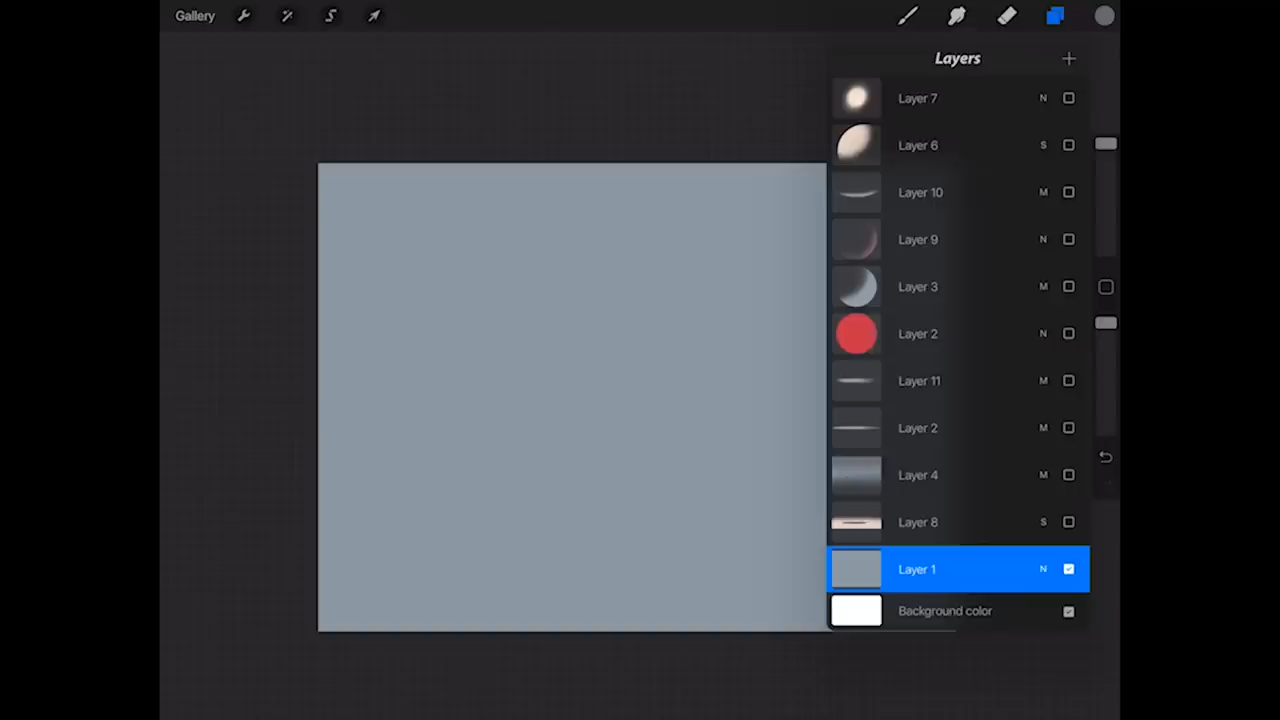 Gallery
Layers
Layer 7 N
Layer 6 S
Layer 10 M
Layer 9 N
Layer 3 M
Layer 2 N
Layer 11 M
Layer 2 M
Layer 4 M
Layer 8 S
Layer 1 N
Background color